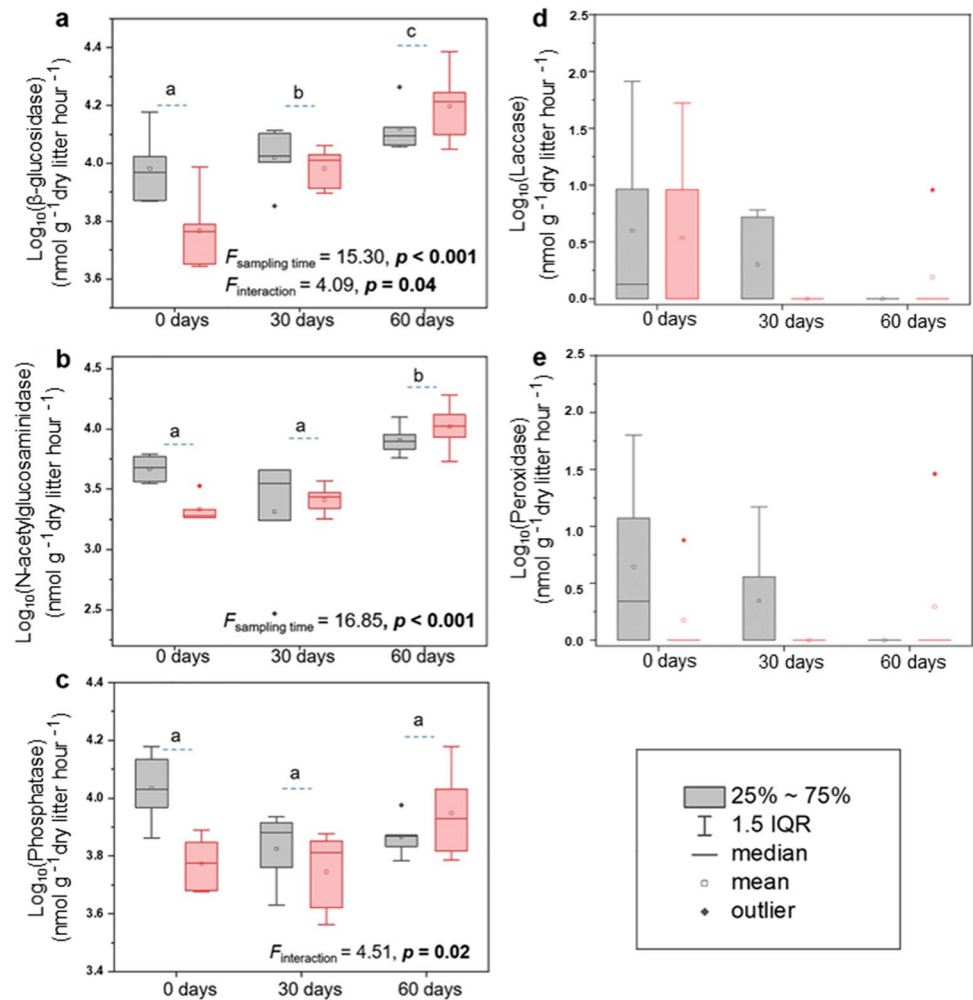 a
Log₁₀(β-glucosidase)
(nmol g⁻¹dry litter hour ⁻¹)
4.4
4.2
4.0
3.8
3.6
a
b
c
F sampling time = 15.30, p < 0.001
F interaction = 4.09, p = 0.04
0 days 30 days 60 days
b
Log₁₀(N-acetylglucosaminidase)
(nmol g⁻¹dry litter hour ⁻¹)
4.5
4.0
3.5
3.0
2.5
a
a
b
F sampling time = 16.85, p < 0.001
0 days 30 days 60 days
c
Log₁₀(Phosphatase)
(nmol g⁻¹dry litter hour ⁻¹)
4.4
4.2
4.0
3.8
3.6
3.4
a
a
a
F interaction = 4.51, p = 0.02
0 days 30 days 60 days
d
Log₁₀(Laccase)
(nmol g⁻¹dry litter hour ⁻¹)
2.5
2.0
1.5
1.0
0.5
0.0
0 days 30 days 60 days
e
Log₁₀(Peroxidase)
(nmol g⁻¹dry litter hour ⁻¹)
2.5
2.0
1.5
1.0
0.5
0.0
0 days 30 days 60 days
25% ~ 75%
1.5 IQR
median
mean
outlier